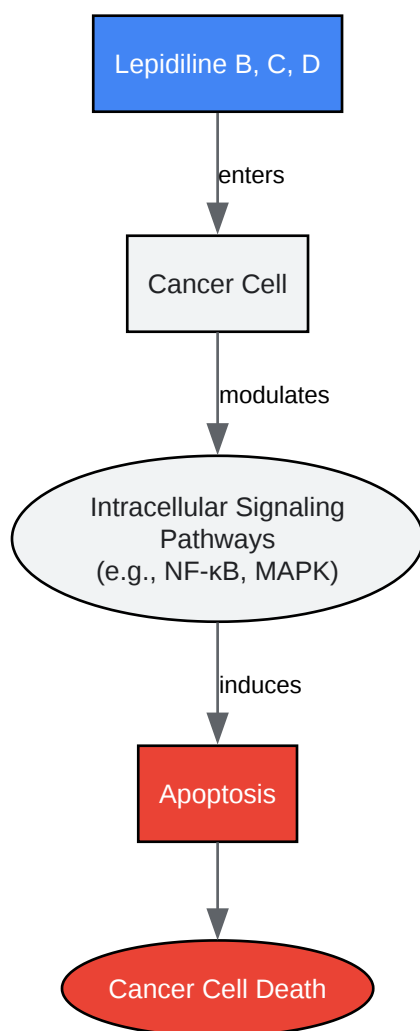 Lepidiline B, C, D
enters
Cancer Cell
modulates
Intracellular Signaling
Pathways
(e.g., NF-κB, MAPK)
induces
Apoptosis
Cancer Cell Death